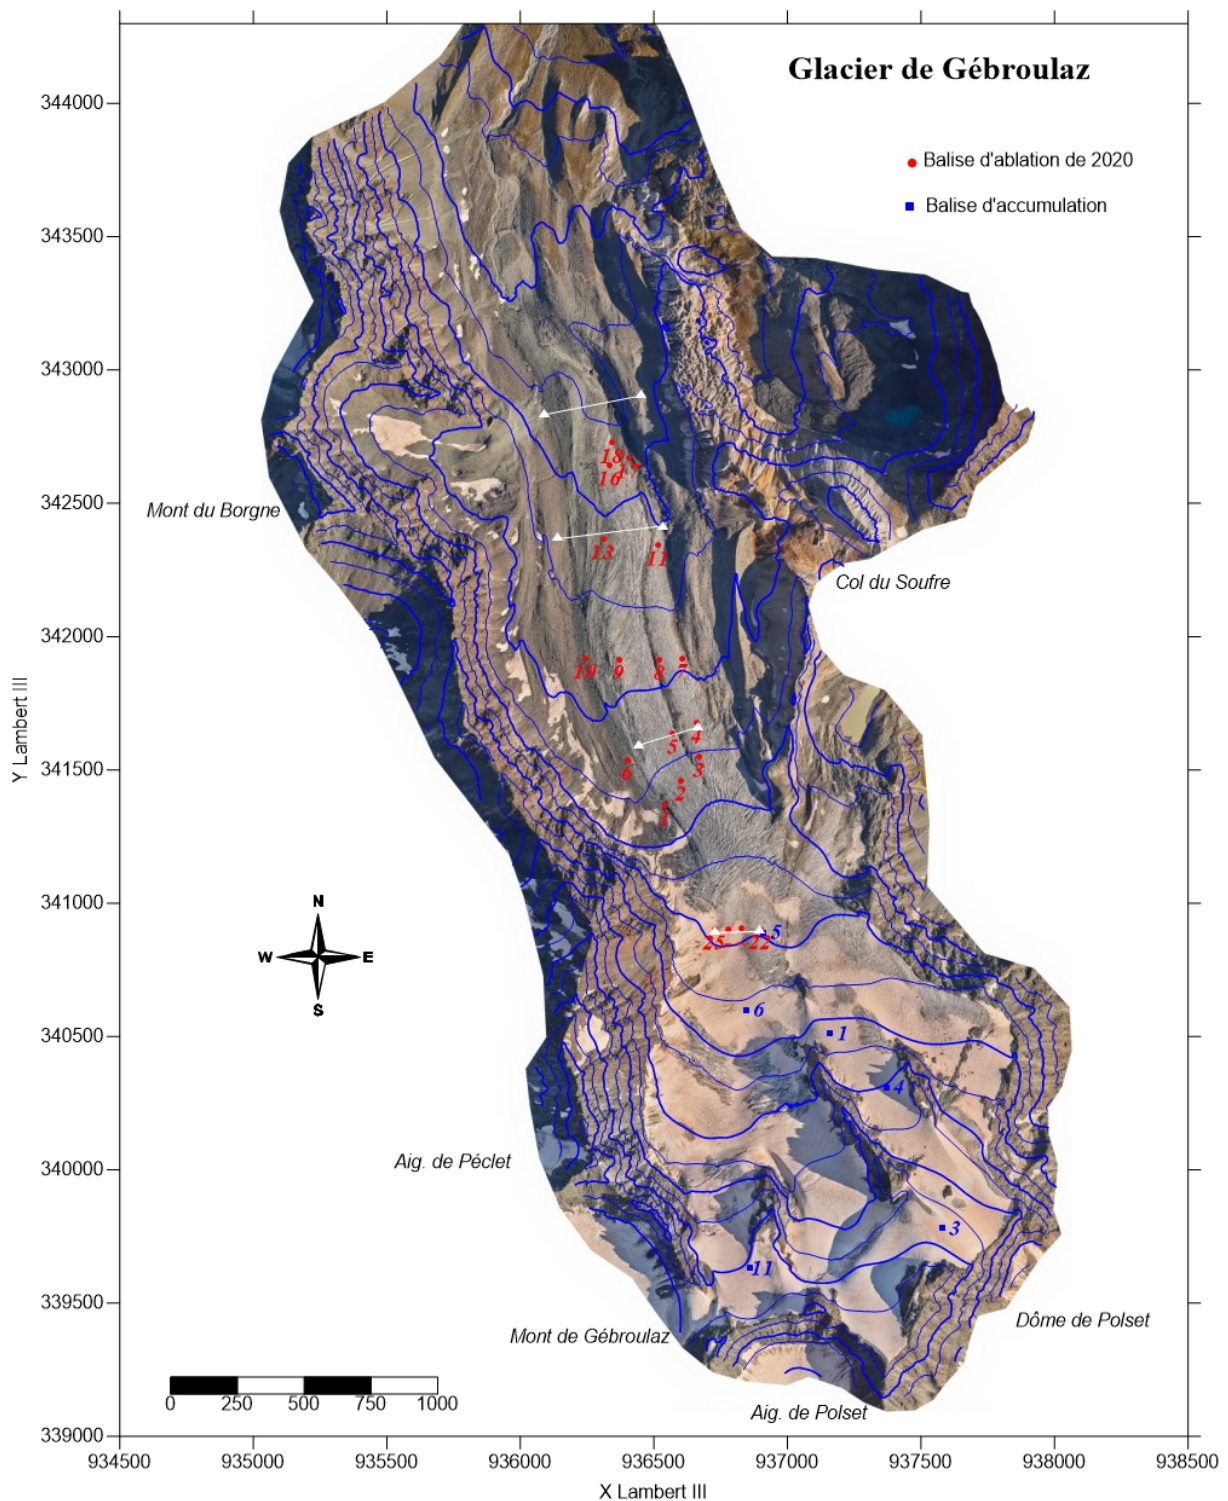 Glacier de Gébroulaz
344000
Balise d'ablation de 2020
Balise d'accumulation
343500
343000
18
16
Mont du Borgne
342500
13
11
Col du Soufre
342000
10
9
8
Y Lambert III
4
5
341500
6
3
2
1
N
341000
W
E
S
5
25
22
6
340500
1
4
Aig. de Péclet
340000
3
11
339500
Dôme de Polset
Mont de Gébroulaz
0 250 500 750 1000
Aig. de Polset
339000
934500 935000 935500 936000 936500 937000 937500 938000 938500
X Lambert III